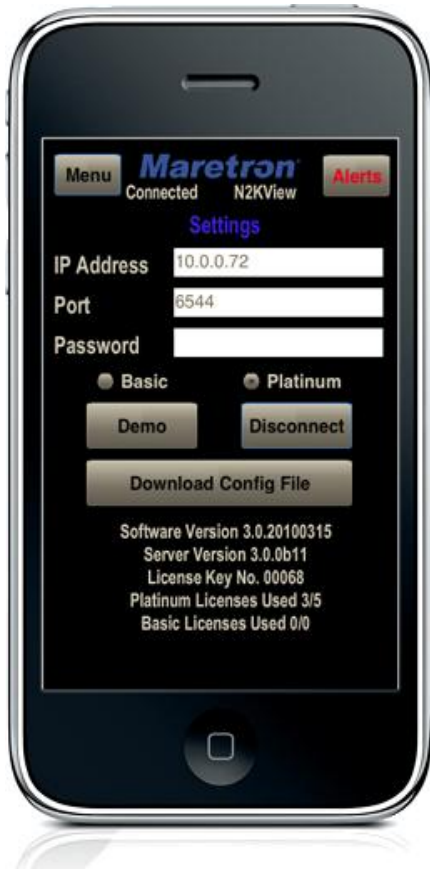 Menu Maretron Alerts
Connected N2KView
Settings
IP Address 10.0.0.72
Port 6544
Password
Basic Platinum
Demo Disconnect
Download Config File
Software Version 3.0.20100315
Server Version 3.0.0b11
License Key No. 00068
Platinum Licenses Used 3/5
Basic Licenses Used 0/0